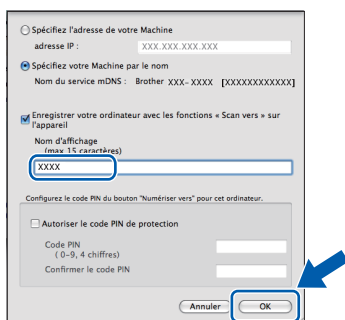 Spécifiez l'adresse de votre Machine
adresse IP : XXX.XXX.XXX.XXX
Spécifiez votre Machine par le nom
Nom du service mDNS : Brother XXX-XXXX [XXXXXXXXXXXX]
Enregistrer votre ordinateur avec les fonctions « Scan vers » sur
l'appareil
Nom d'affichage
(max 15 caractères)
XXXX
Configurez le code PIN du bouton "Numériser vers" pour cet ordinateur.
Autoriser le code PIN de protection
Code PIN
( 0–9, 4 chiffres)
Confirmer le code PIN
Annuler OK